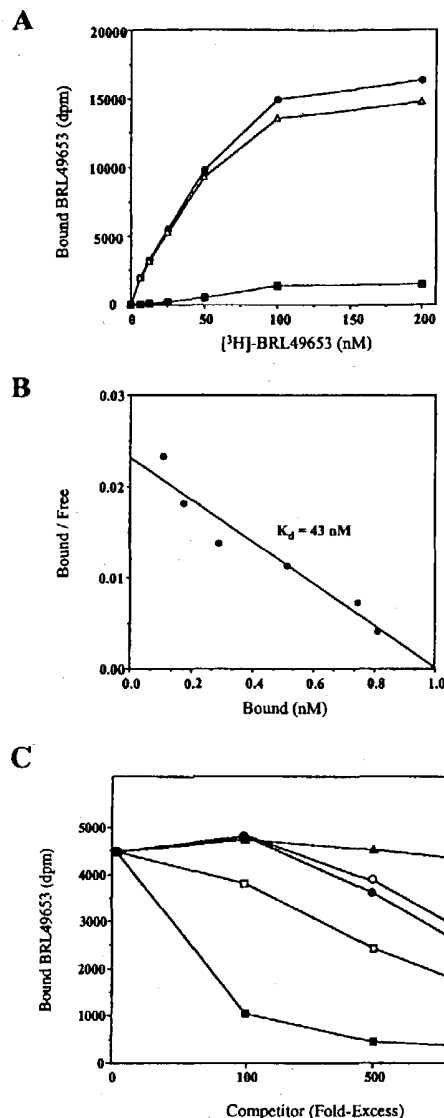 A
20000
15000
10000
5000
0
Bound BRL49653 (dpm)
0
50
100
150
200
[³H]-BRL49653 (nM)
B
0.03
0.02
0.01
0.00
Bound / Free
K_d = 43 nM
0.0
0.2
0.4
0.6
0.8
1.0
Bound (nM)
C
5000
4000
3000
2000
1000
0
Bound BRL49653 (dpm)
0
100
500
Competitor (Fold-Excess)